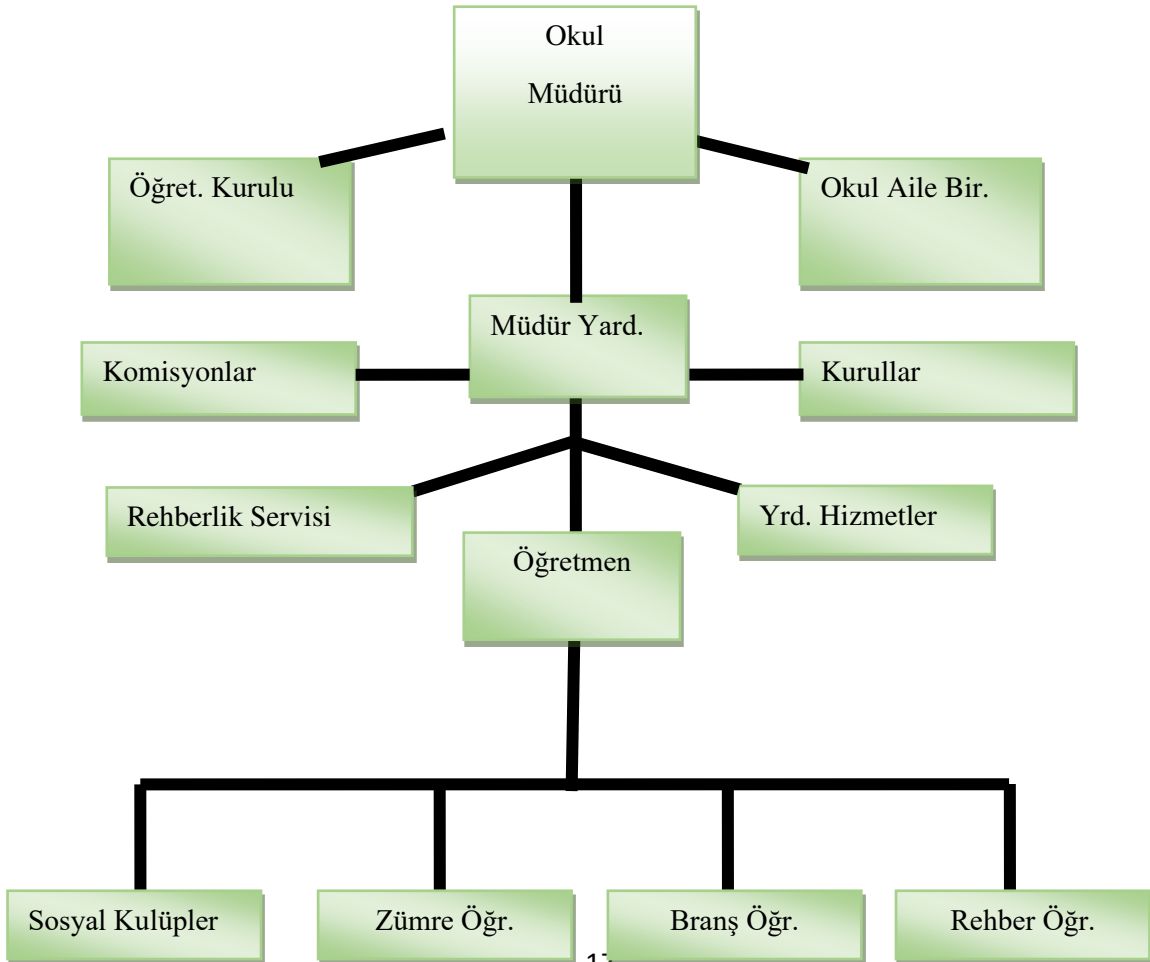 Okul
Müdürü
Öğret. Kurulu
Okul Aile Bir.
Müdür Yard.
Komisyonlar
Kurullar
Rehberlik Servisi
Yrd. Hizmetler
Öğretmen
Sosyal Kulüpler
Zümre Öğr.
Branş Öğr.
Rehber Öğr.